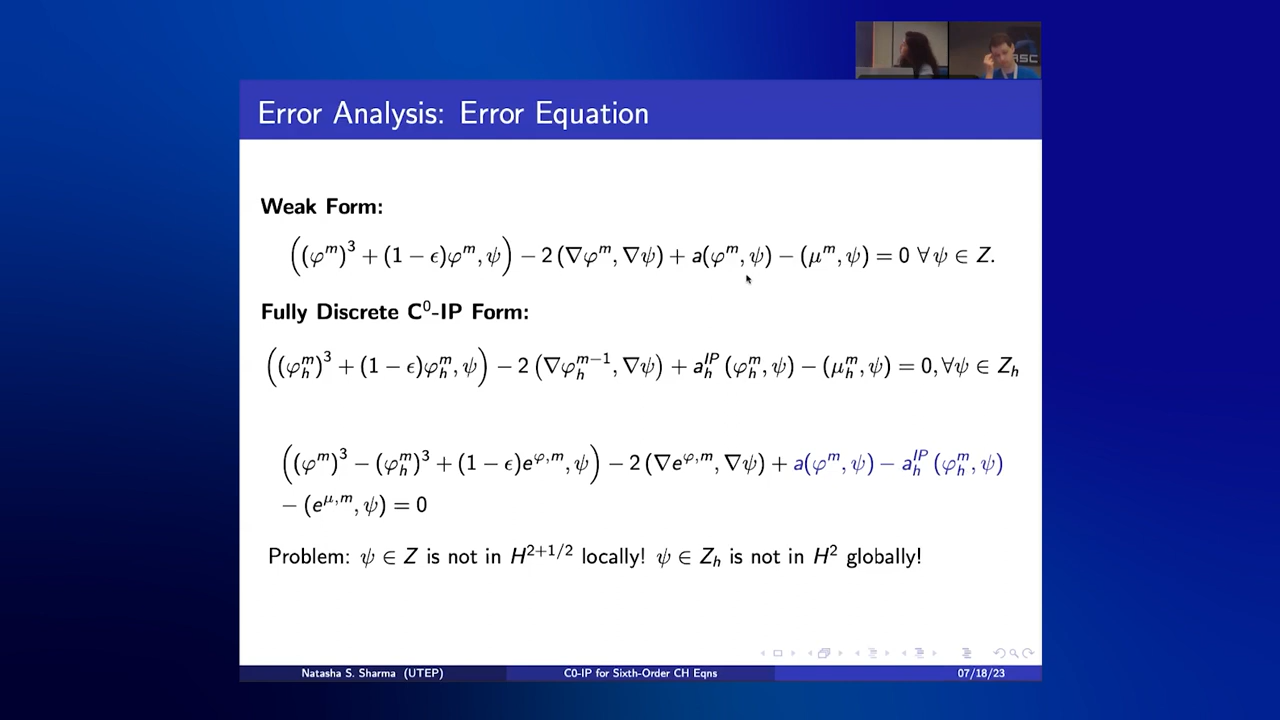 ASC
Error Analysis: Error Equation
Weak Form:
((φ^m)^3 + (1 − ϵ)φ^m, ψ) − 2 (∇φ^m, ∇ψ) + a(φ^m, ψ) − (μ^m, ψ) = 0 ∀ψ ∈ Z.
Fully Discrete C^0-IP Form:
((φ_h^m)^3 + (1 − ϵ)φ_h^m, ψ) − 2 (∇φ_h^{m−1}, ∇ψ) + a_h^{IP} (φ_h^m, ψ) − (μ_h^m, ψ) = 0, ∀ψ ∈ Z_h
((φ^m)^3 − (φ_h^m)^3 + (1 − ϵ)e^{φ,m}, ψ) − 2 (∇e^{φ,m}, ∇ψ) + a(φ^m, ψ) − a_h^{IP} (φ_h^m, ψ)
− (e^{μ,m}, ψ) = 0
Problem: ψ ∈ Z is not in H^{2+1/2} locally! ψ ∈ Z_h is not in H^2 globally!
Natasha S. Sharma (UTEP) C0-IP for Sixth-Order CH Eqns 07/18/23